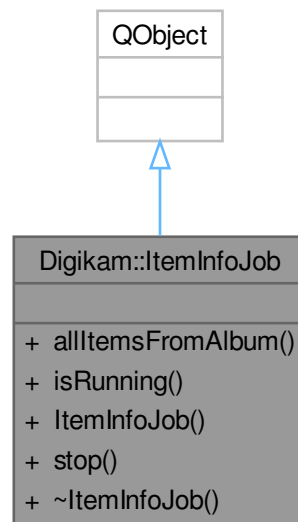 QObject
Digikam::ItemInfoJob
+ allItemsFromAlbum()
+ isRunning()
+ ItemInfoJob()
+ stop()
+ ~ItemInfoJob()